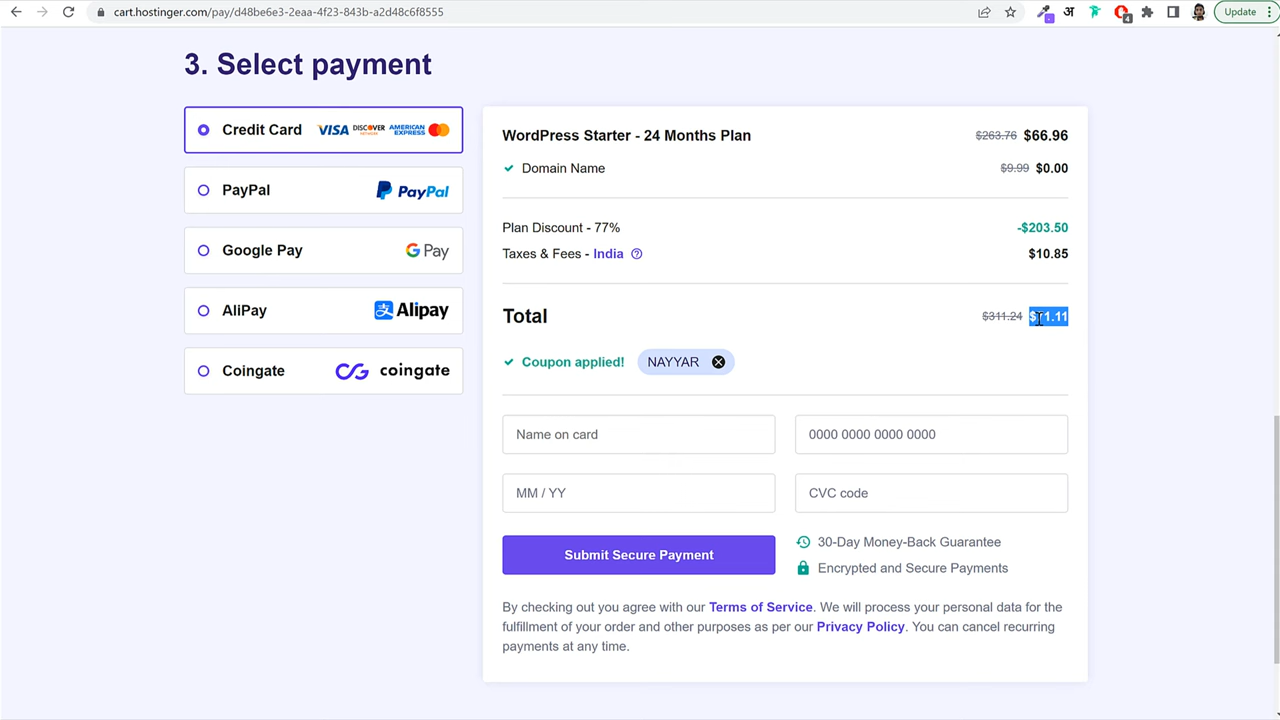 cart.hostinger.com/pay/d48be6e3-2eaa-4f23-843b-a2d48c6f8555
अ
4
Update
3. Select payment
Credit Card VISA DISCOVER NETWORK AMERICAN EXPRESS
PayPal PayPal
Google Pay G Pay
AliPay 支 Alipay
Coingate coingate
WordPress Starter - 24 Months Plan $263.76 $66.96
Domain Name $9.99 $0.00
Plan Discount - 77% -$203.50
Taxes & Fees - India ? $10.85
Total $311.24
Coupon applied! NAYYAR
Name on card 0000 0000 0000 0000
MM / YY CVC code
Submit Secure Payment
30-Day Money-Back Guarantee
Encrypted and Secure Payments
By checking out you agree with our Terms of Service. We will process your personal data for the
fulfillment of your order and other purposes as per our Privacy Policy. You can cancel recurring
payments at any time.